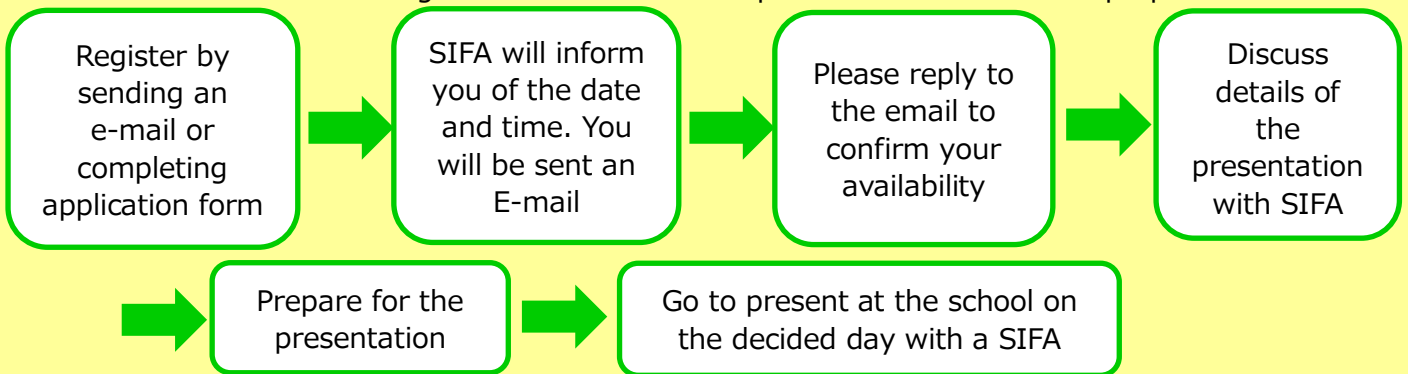 Register by
sending an
e-mail or
completing
application form
SIFA will inform
you of the date
and time. You
will be sent an
E-mail
Please reply to
the email to
confirm your
availability
Discuss
details of
the
presentation
with SIFA
Prepare for the
presentation
Go to present at the school on
the decided day with a SIFA